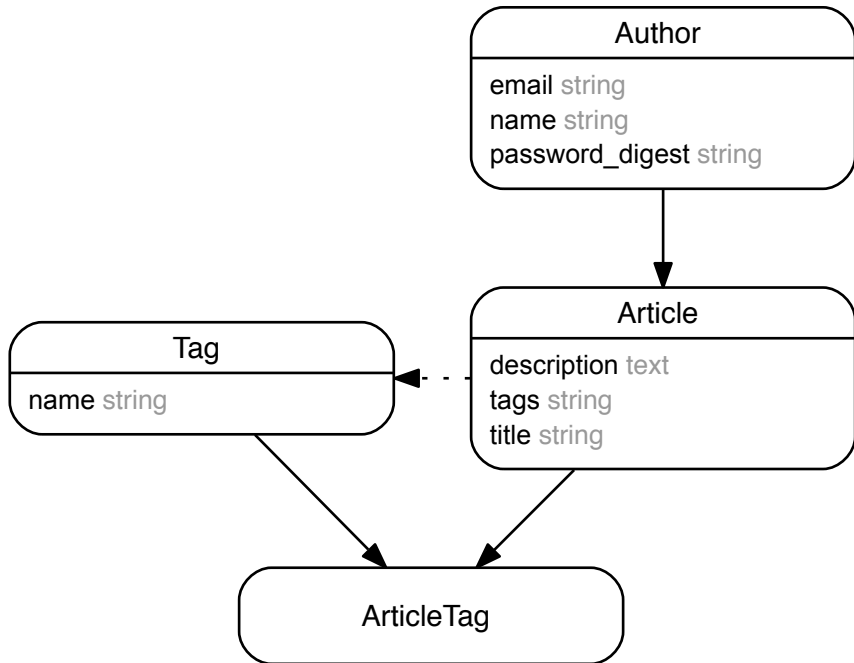 Author
email string
name string
password_digest string
Article
description text
tags string
title string
Tag
name string
ArticleTag